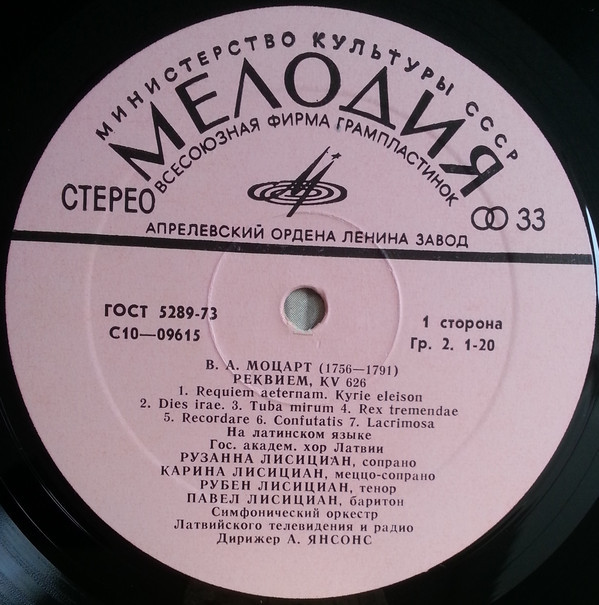 МИНИСТЕРСТВО КУЛЬТУРЫ СССР
МЕЛОДИЯ
ВСЕСОЮЗНАЯ ФИРМА ГРАМПЛАСТИНОК
СТЕРЕО
33
АПРЕЛЕВСКИЙ ОРДЕНА ЛЕНИНА ЗАВОД
ГОСТ 5289-73
С10—09615
1 сторона
Гр. 2. 1-20
В. А. МОЦАРТ (1756—1791)
РЕКВИЕМ, KV 626
1. Requiem aeternam. Kyrie eleison
2. Dies irae. 3. Tuba mirum 4. Rex tremendae
5. Recordare 6. Confutatis 7. Lacrimosa
На латинском языке
Гос. академ. хор Латвии
РУЗАННА ЛИСИЦИАН, сопрано
КАРИНА ЛИСИЦИАН, меццо-сопрано
РУБЕН ЛИСИЦИАН, тенор
ПАВЕЛ ЛИСИЦИАН, баритон
Симфонический оркестр
Латвийского телевидения и радио
Дирижер А. ЯНСОНС